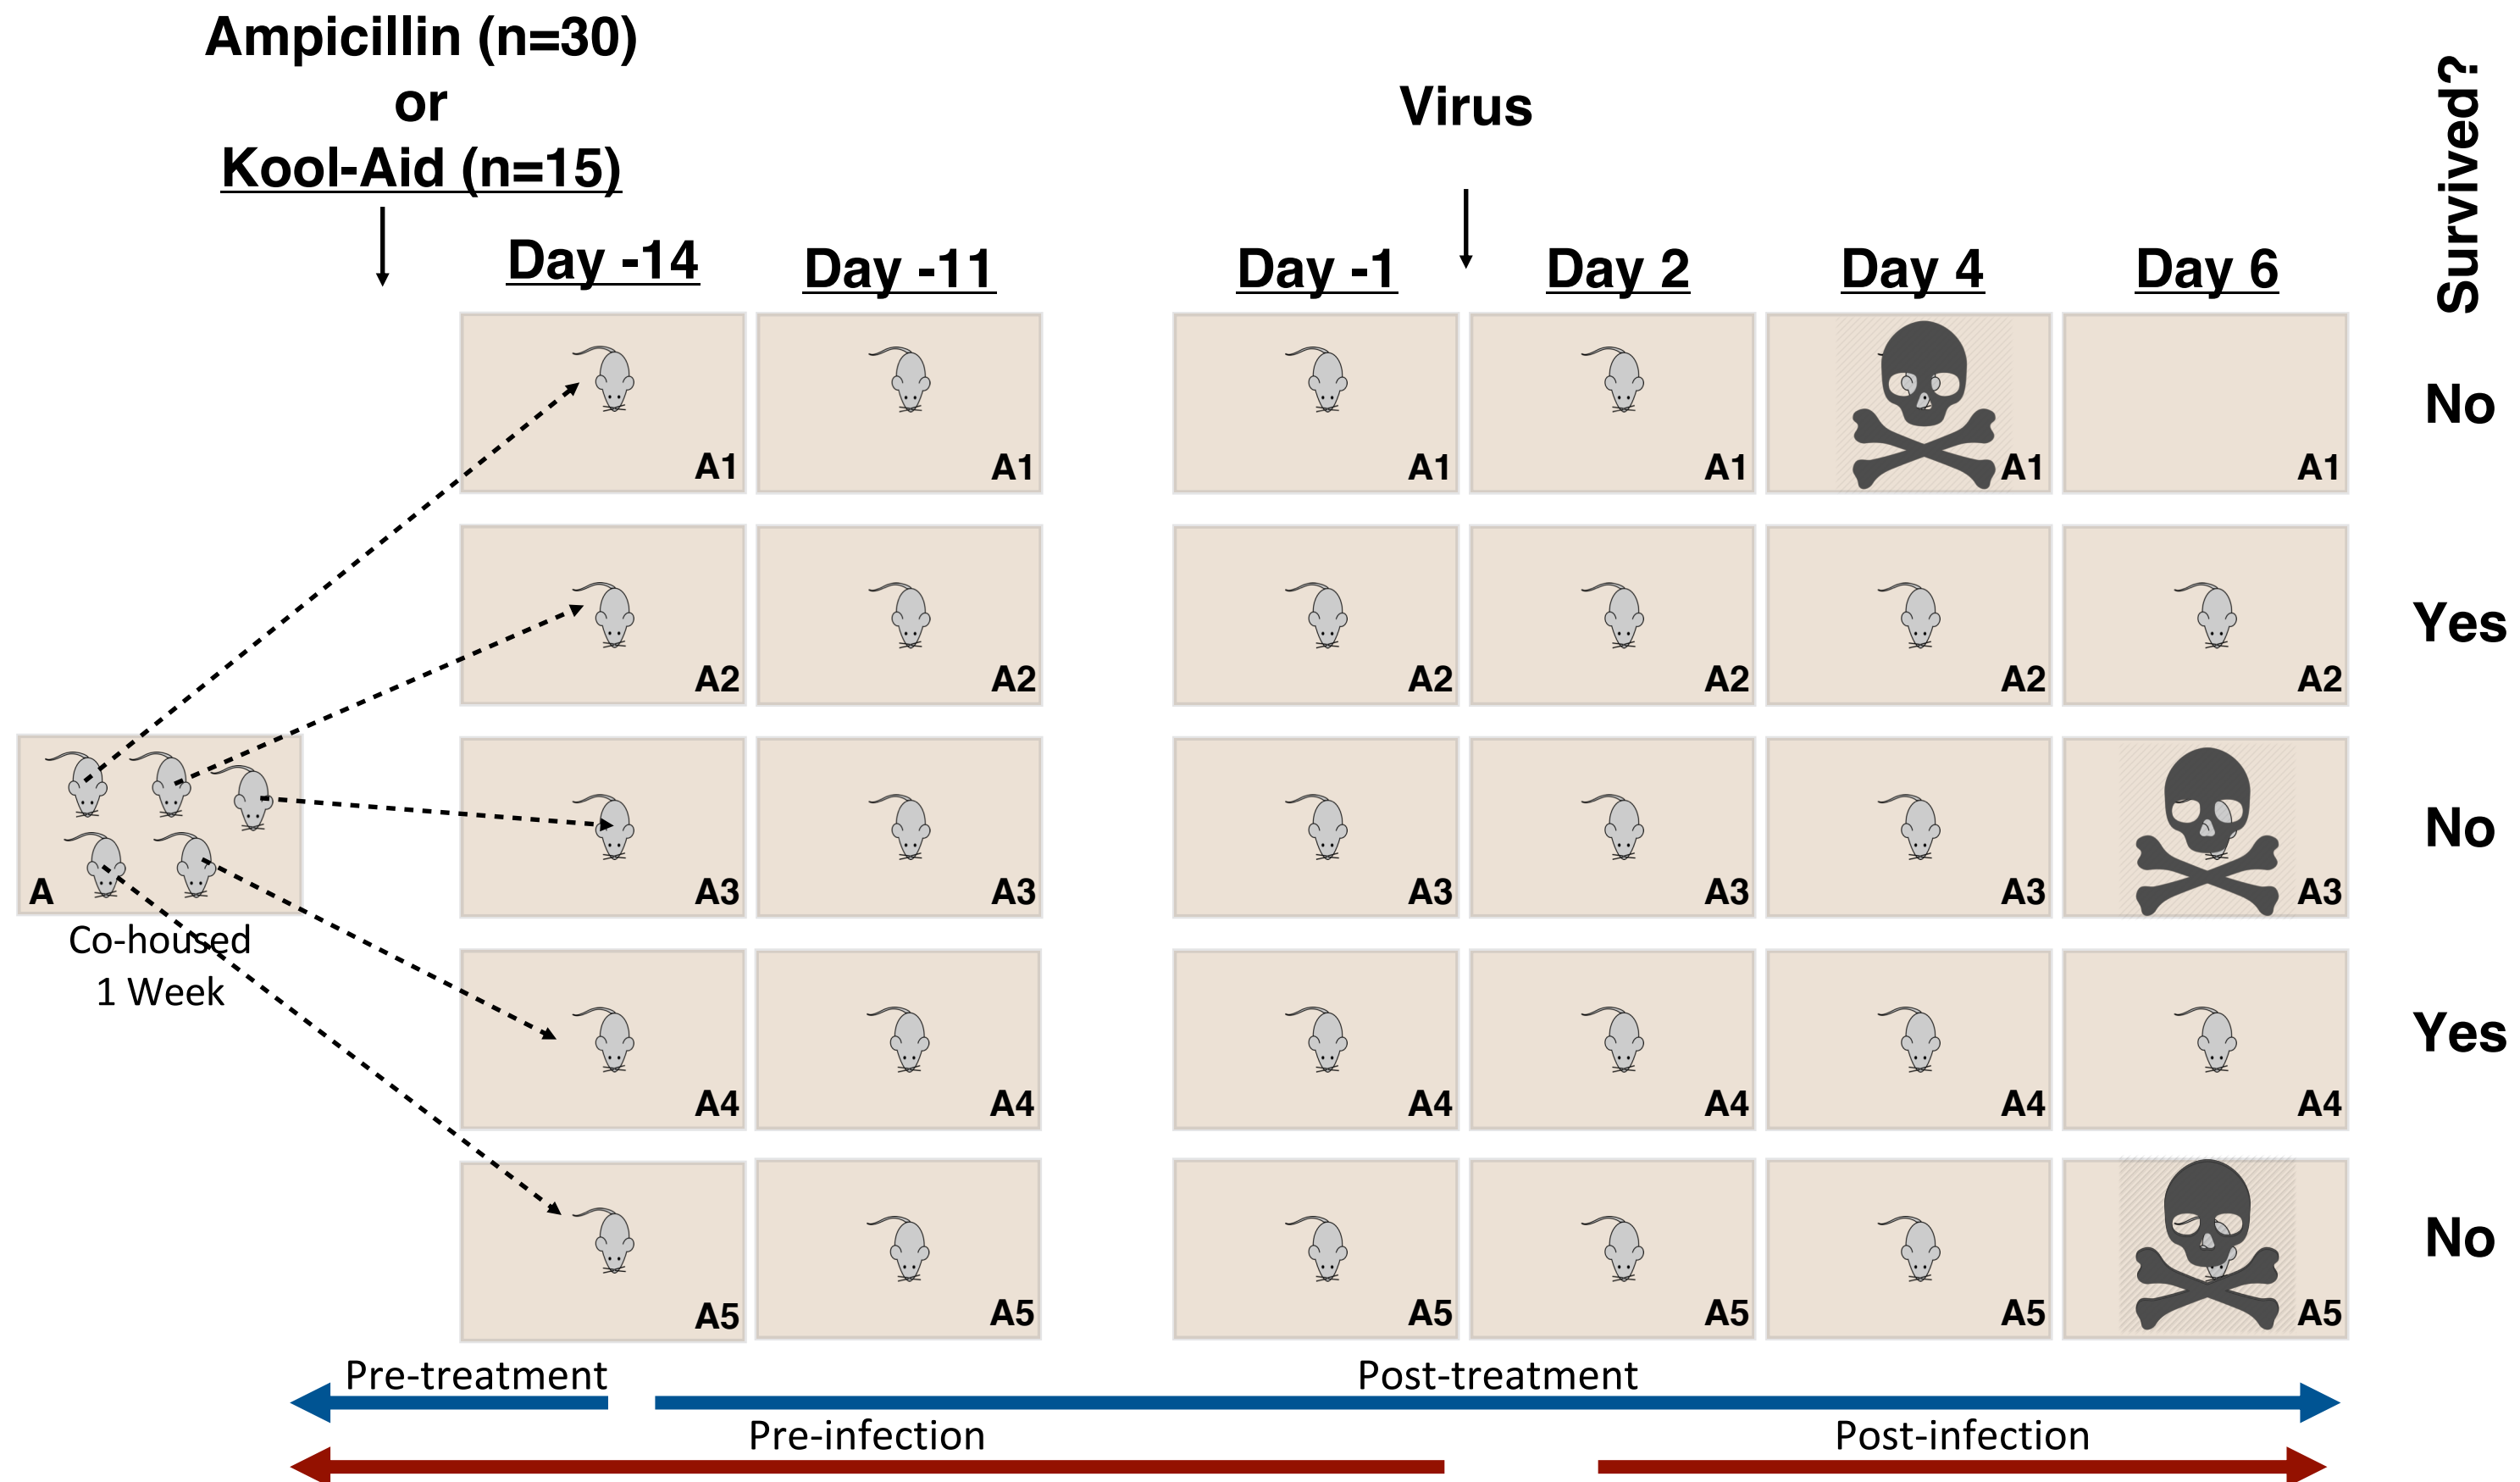 Ampicillin (n=30)
or
Kool-Aid (n=15)
Virus
Survived?
Day -14
Day -11
Day -1
Day 2
Day 4
Day 6
A1
A1
A1
A1
A1
A1
No
A2
A2
A2
A2
A2
A2
Yes
A
Co-housed
1 Week
A3
A3
A3
A3
A3
A3
No
A4
A4
A4
A4
A4
A4
Yes
A5
A5
A5
A5
A5
A5
No
Pre-treatment
Post-treatment
Pre-infection
Post-infection